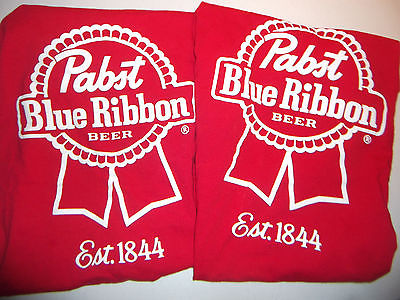 Pabst
Blue Ribbon
BEER
®
Est.1844
Pabst
Blue Ribbon
BEER
®
Est.1844